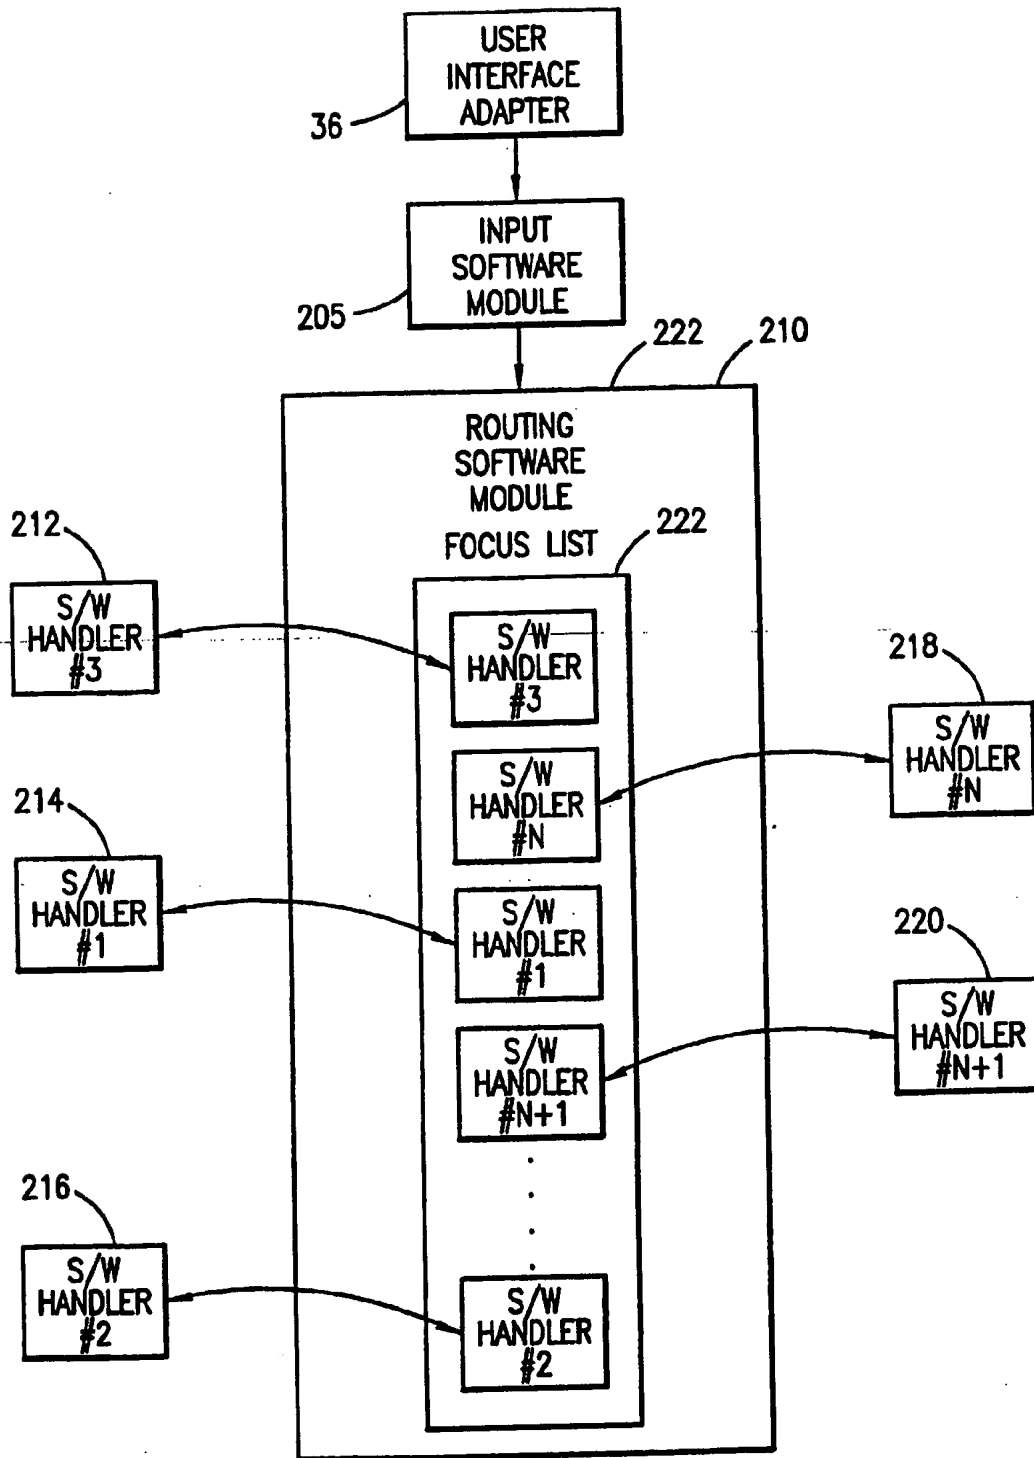 USER
INTERFACE
ADAPTER
36
INPUT
SOFTWARE
MODULE
205
222
210
ROUTING
SOFTWARE
MODULE
212
FOCUS LIST
222
S/W
HANDLER
#3
S/W
HANDLER
#3
218
S/W
HANDLER
#N
S/W
HANDLER
#N
214
S/W
HANDLER
#1
S/W
HANDLER
#1
220
S/W
HANDLER
#N+1
S/W
HANDLER
#N+1
216
S/W
HANDLER
#2
S/W
HANDLER
#2